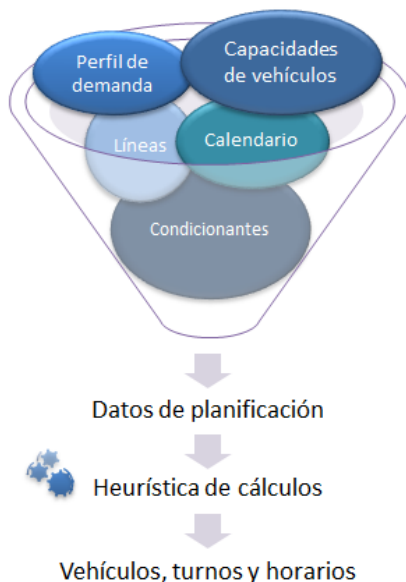 Perfil de
demanda
Capacidades
de vehículos
Líneas
Calendario
Condicionantes
Datos de planificación
Heurística de cálculos
Vehículos, turnos y horarios